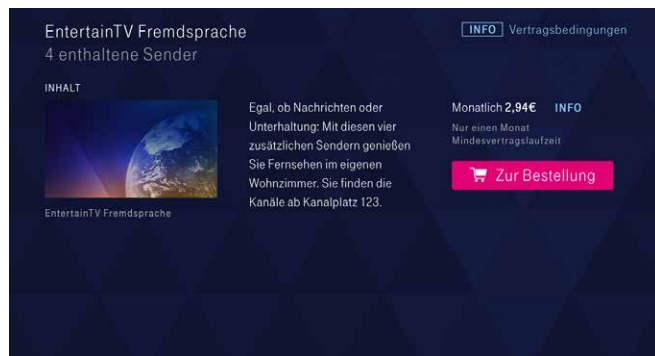 EntertainTV Fremdsprache
4 enthaltene Sender
INFO Vertragsbedingungen
INHALT
EntertainTV Fremdsprache
Egal, ob Nachrichten oder
Unterhaltung: Mit diesen vier
zusätzlichen Sendern genießen
Sie Fernsehen im eigenen
Wohnzimmer. Sie finden die
Kanäle ab Kanalplatz 123.
Monatlich 2,94€ INFO
Nur einen Monat
Mindesvertragslaufzeit
Zur Bestellung